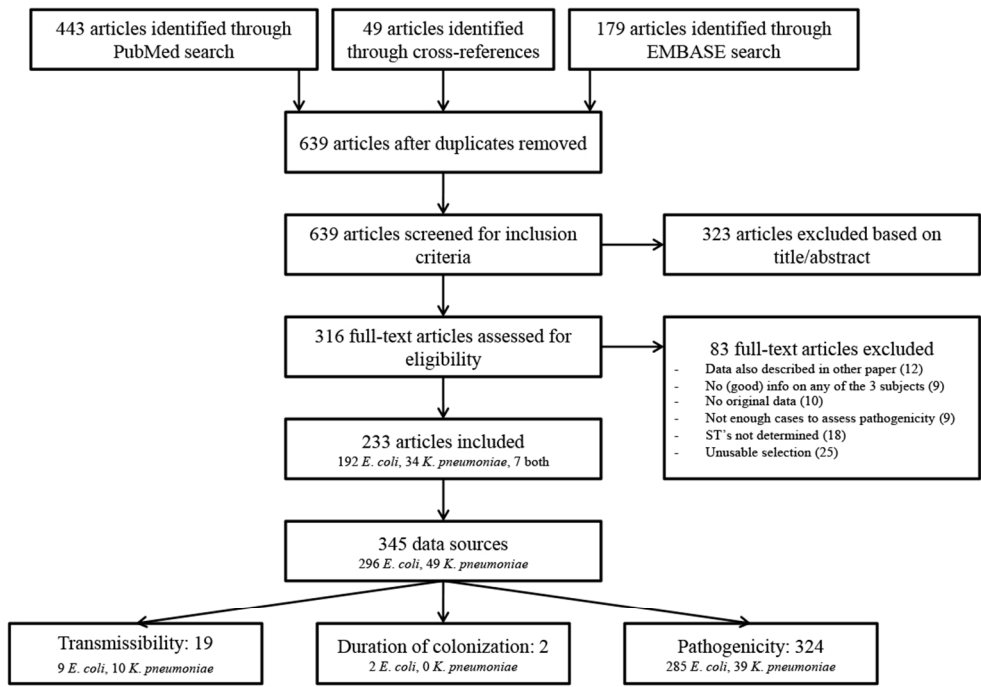 443 articles identified through
PubMed search
49 articles identified
through cross-references
179 articles identified through
EMBASE search
639 articles after duplicates removed
639 articles screened for inclusion
criteria
323 articles excluded based on
title/abstract
316 full-text articles assessed for
eligibility
83 full-text articles excluded
- Data also described in other paper (12)
- No (good) info on any of the 3 subjects (9)
- No original data (10)
- Not enough cases to assess pathogenicity (9)
- ST's not determined (18)
- Unusable selection (25)
233 articles included
192 E. coli, 34 K. pneumoniae, 7 both
345 data sources
296 E. coli, 49 K. pneumoniae
Transmissibility: 19
9 E. coli, 10 K. pneumoniae
Duration of colonization: 2
2 E. coli, 0 K. pneumoniae
Pathogenicity: 324
285 E. coli, 39 K. pneumoniae